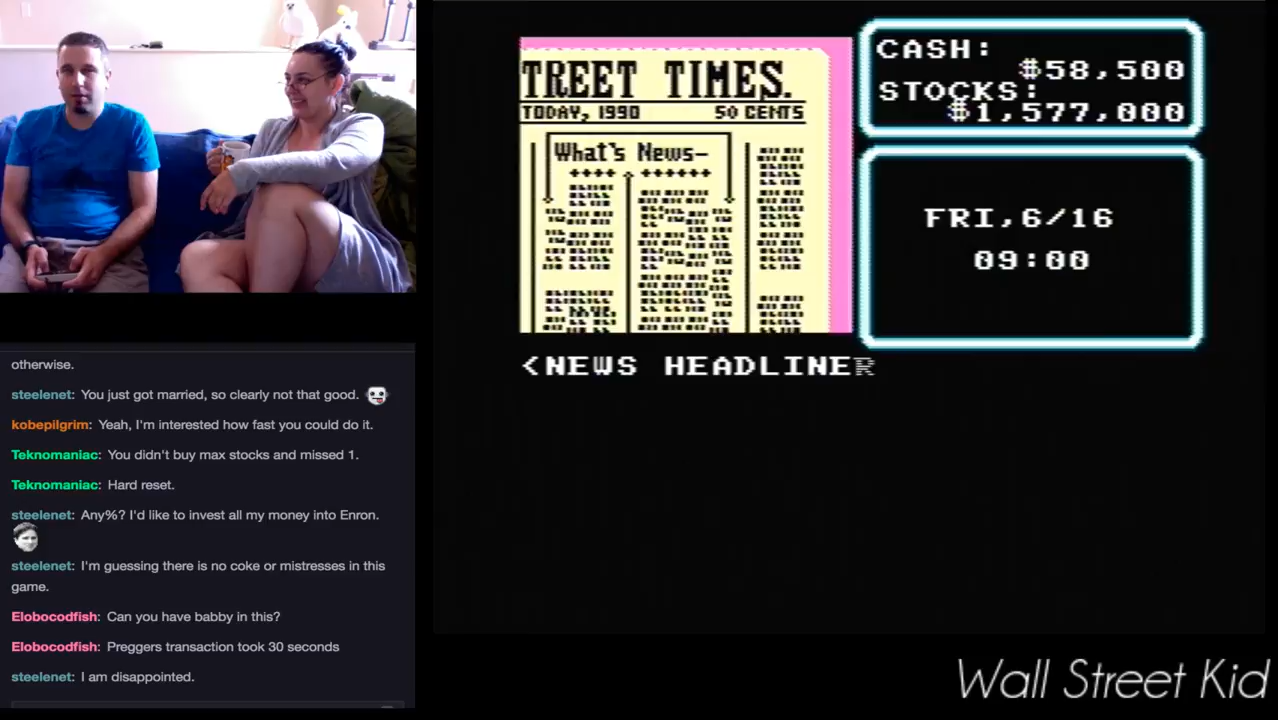 otherwise.
steelenet: You just got married, so clearly not that good.
kobepilgrim: Yeah, I'm interested how fast you could do it.
Teknomaniac: You didn't buy max stocks and missed 1.
Teknomaniac: Hard reset.
steelenet: Any%? I'd like to invest all my money into Enron.
steelenet: I'm guessing there is no coke or mistresses in this
game.
Elobocodfish: Can you have babby in this?
Elobocodfish: Preggers transaction took 30 seconds
steelenet: I am disappointed.
TREET TIMES.
TODAY, 1990 50 CENTS
What's News—
<NEWS HEADLINE
CASH:
$58,500
STOCKS:
$1,577,000
FRI,6/16
09:00
Wall Street Kid